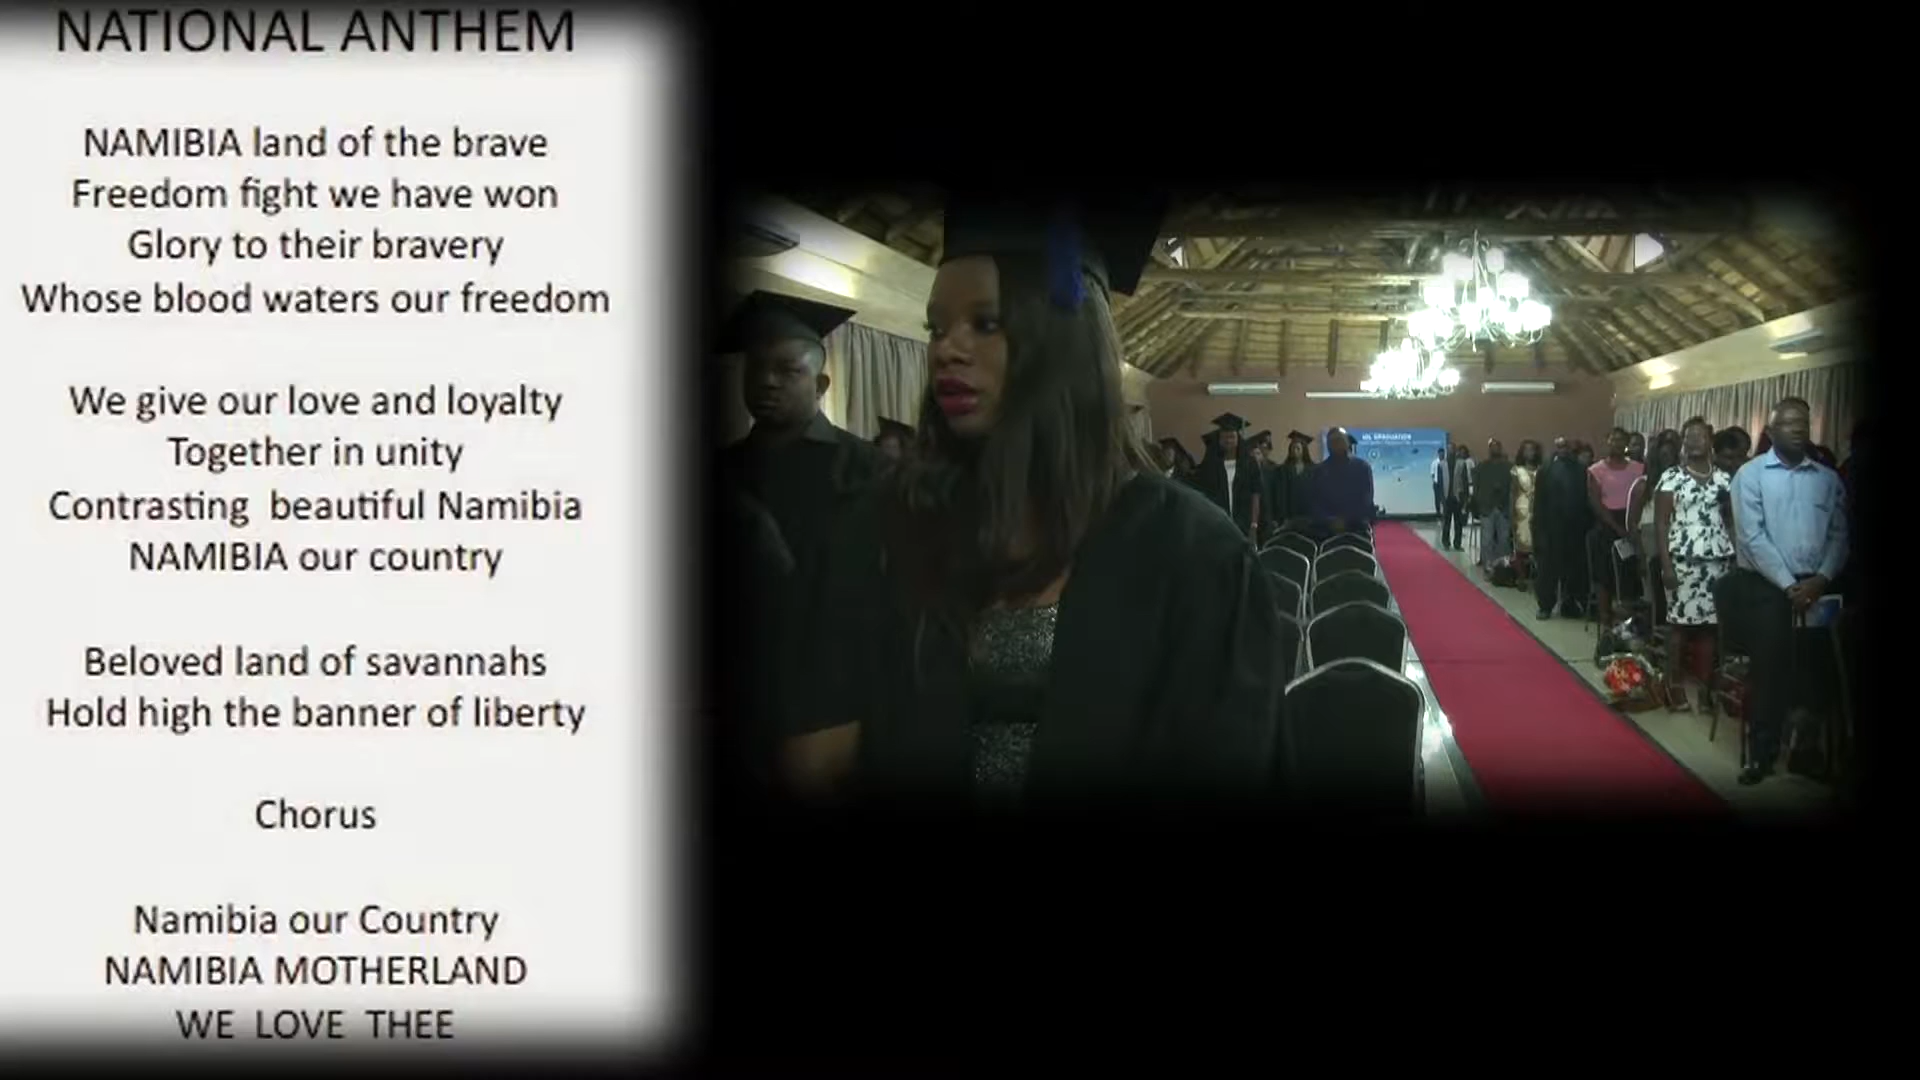 NATIONAL ANTHEM
NAMIBIA land of the brave
Freedom fight we have won
Glory to their bravery
Whose blood waters our freedom
We give our love and loyalty
Together in unity
Contrasting  beautiful Namibia
NAMIBIA our country
Beloved land of savannahs
Hold high the banner of liberty
Chorus
Namibia our Country
NAMIBIA MOTHERLAND
WE  LOVE  THEE
GRADUATION